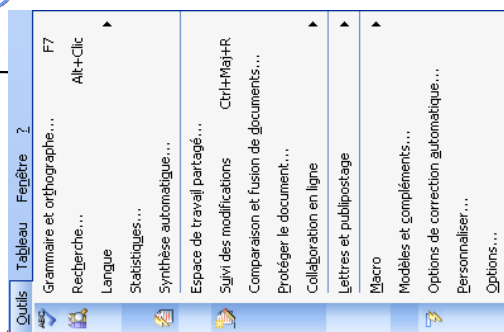 Outils Tableau Fenêtre ?
Grammaire et orthographe... F7
Recherche... Alt+Clic
Langue
Statistiques...
Synthèse automatique...
Espace de travail partagé...
Suivi des modifications Ctrl+Maj+R
Comparaison et fusion de documents...
Protéger le document...
Collaboration en ligne
Lettres et publipostage
Macro
Modèles et compléments...
Options de correction automatique...
Personnaliser...
Options...